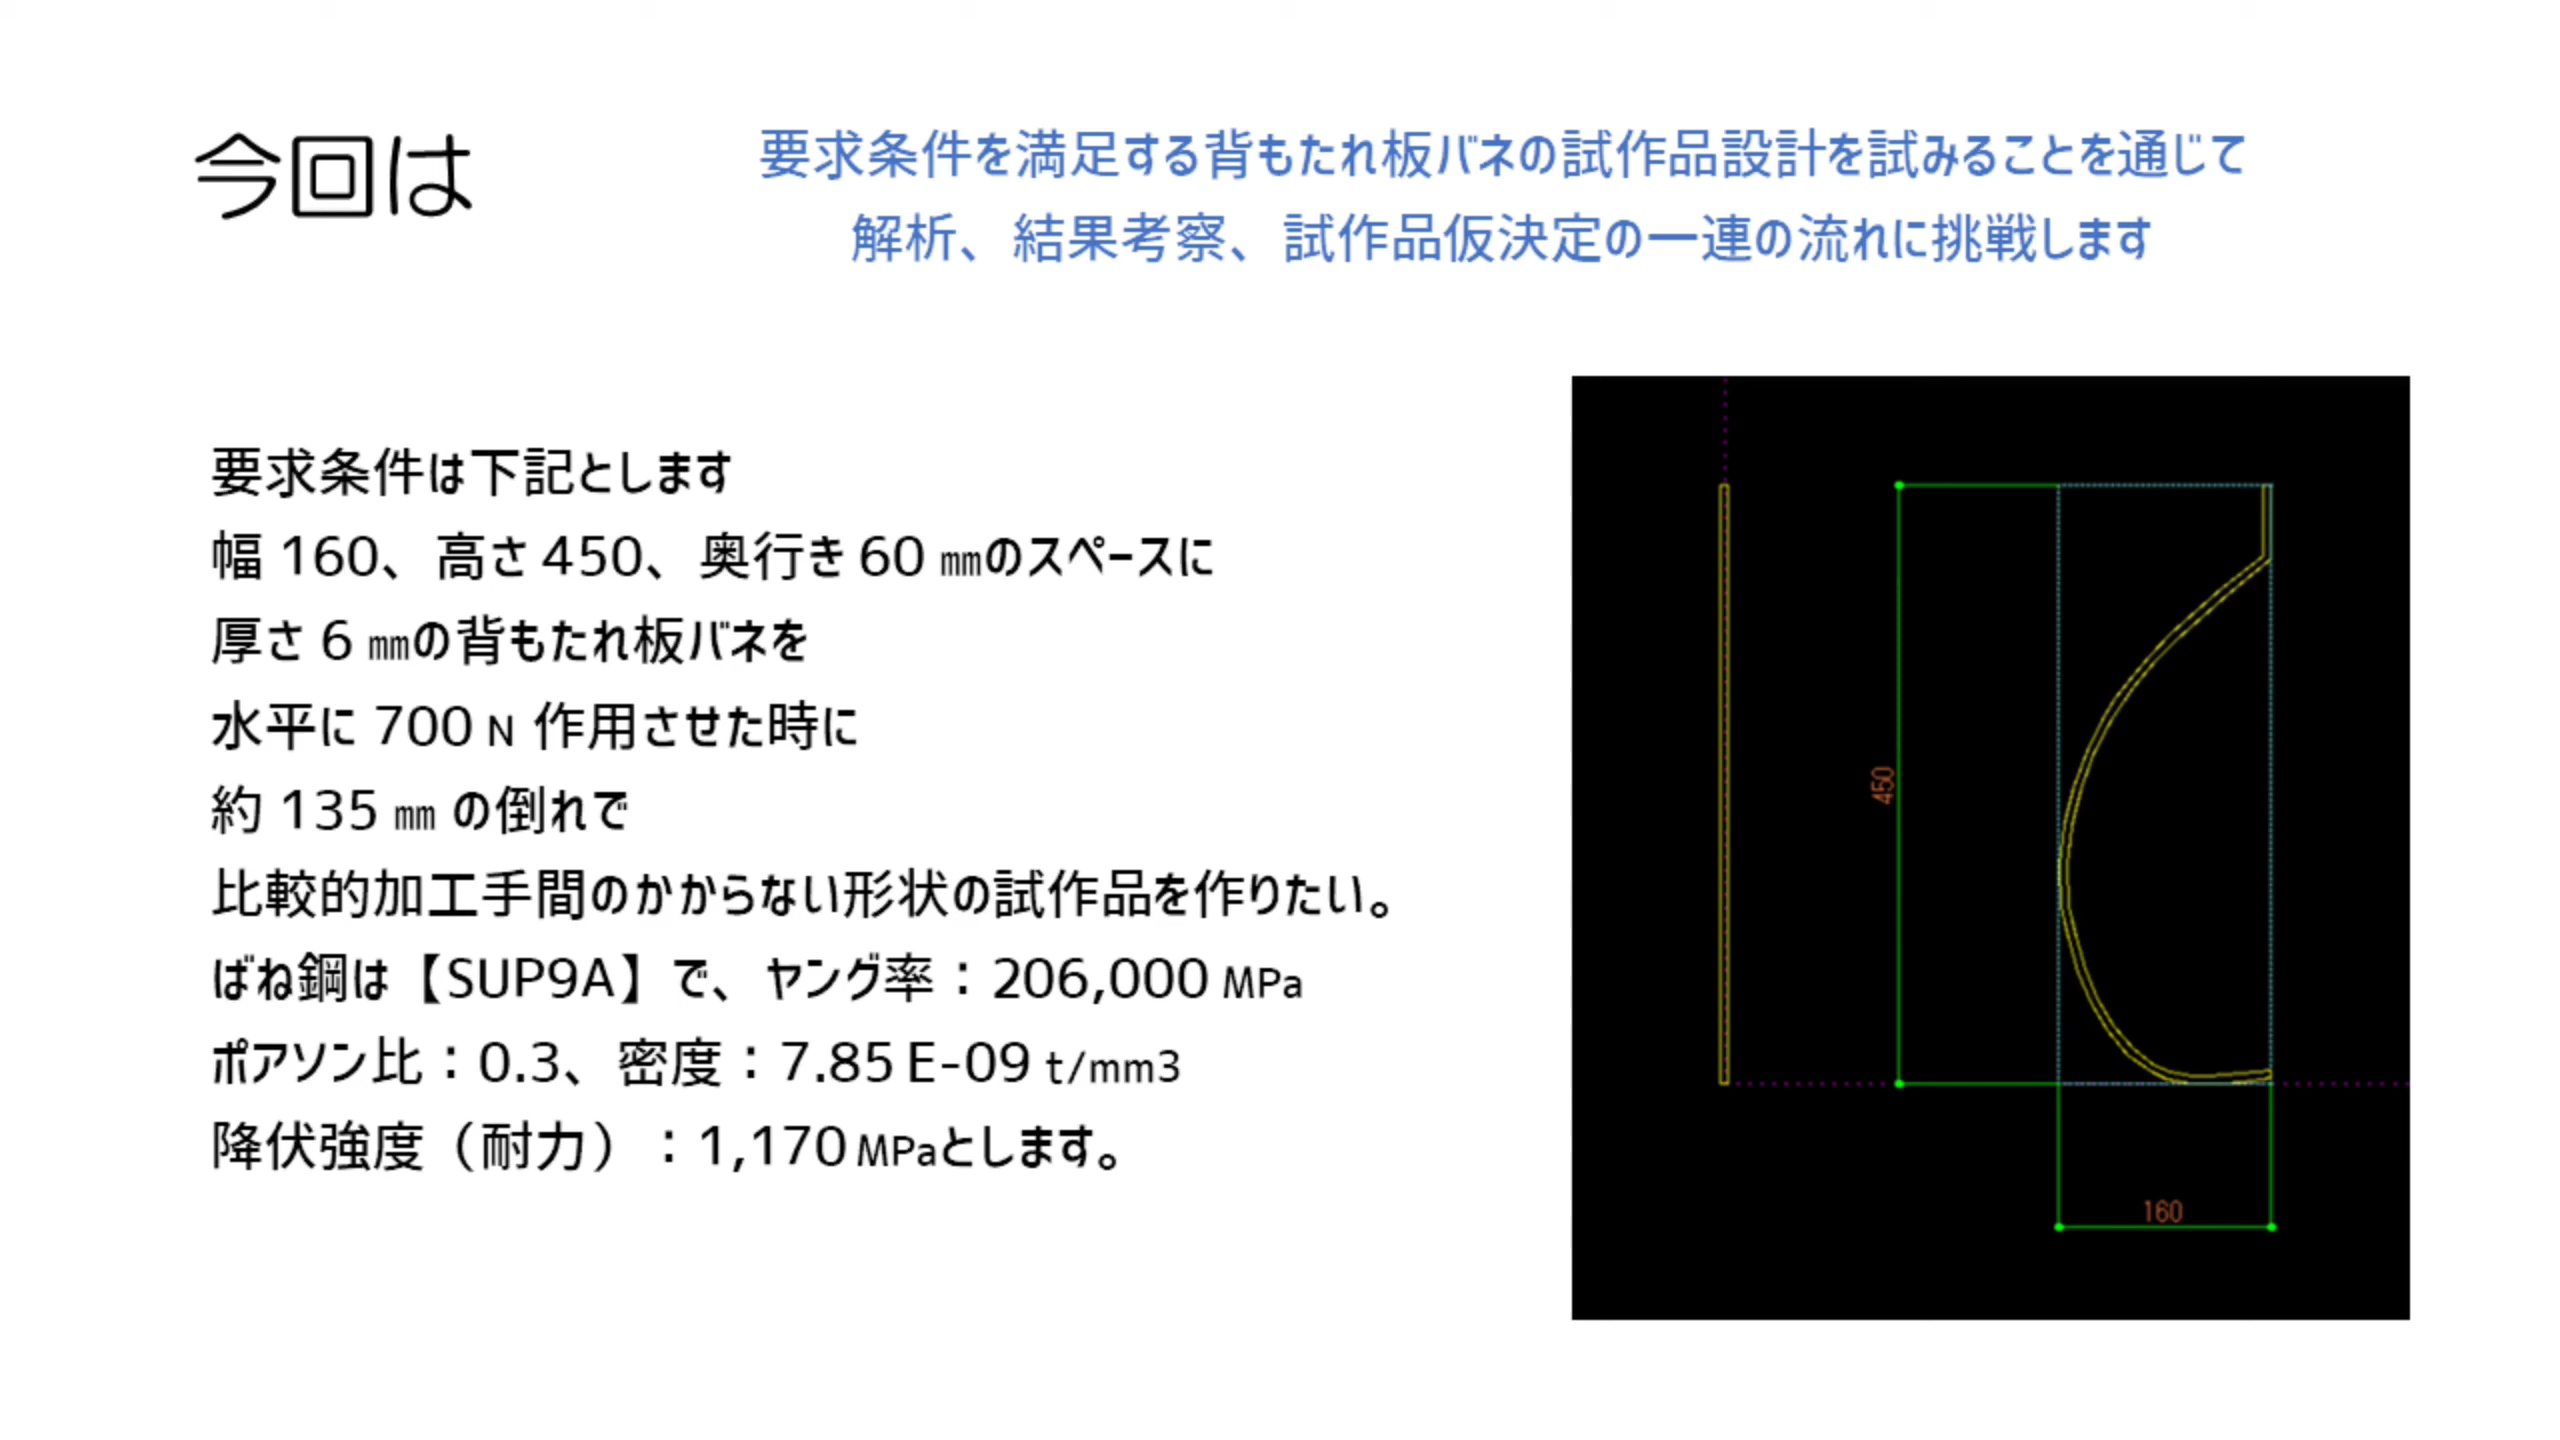 今回は
要求条件を満足する背もたれ板バネの試作品設計を試みることを通じて
解析、結果考察、試作品仮決定の一連の流れに挑戦します
要求条件は下記とします
幅 160、高さ 450、奥行き 60 ㎜のスペースに
厚さ 6 ㎜の背もたれ板バネを
水平に 700 N 作用させた時に
約 135 ㎜ の倒れで
比較的加工手間のかからない形状の試作品を作りたい。
ばね鋼は【SUP9A】で、ヤング率：206,000 MPa
ポアソン比：0.3、密度：7.85 E-09 t/mm3
降伏強度（耐力）：1,170 MPaとします。
450
160